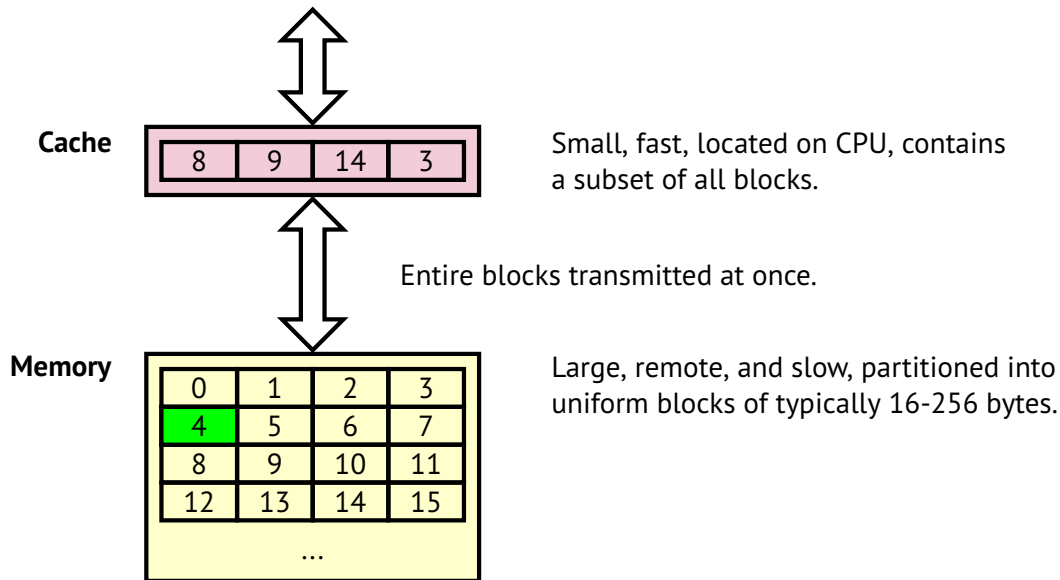 Cache
8 9 14 3
Small, fast, located on CPU, contains
a subset of all blocks.
Entire blocks transmitted at once.
Memory
0 1 2 3
4 5 6 7
8 9 10 11
12 13 14 15
...
Large, remote, and slow, partitioned into
uniform blocks of typically 16-256 bytes.